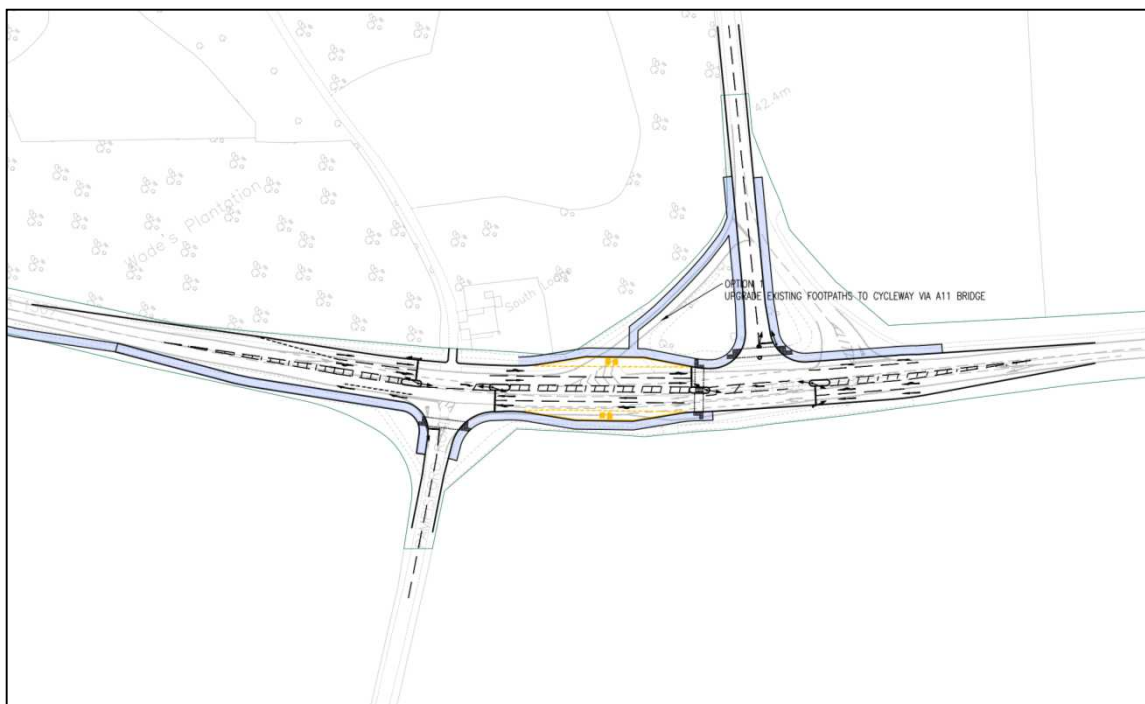 42.4m
Wade's Plantation
South Lodge
OPTION 1
UPGRADE EXISTING FOOTPATHS TO CYCLEWAY VIA A11 BRIDGE